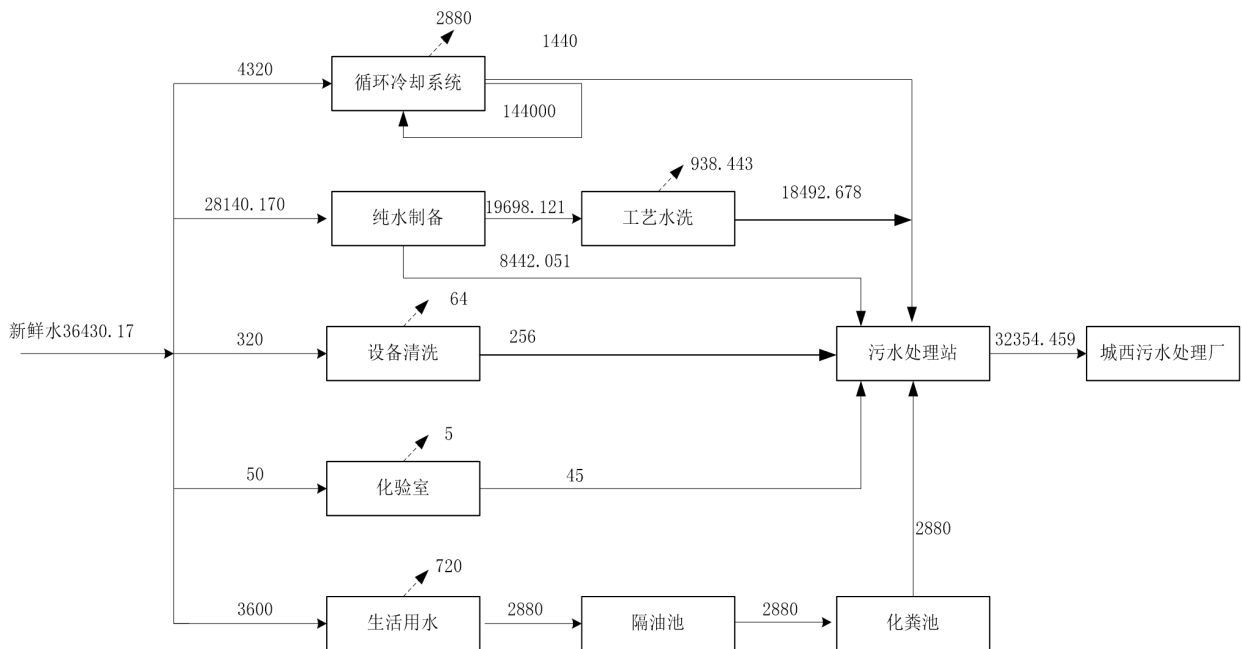 2880
1440
4320
循环冷却系统
144000
938.443
28140.170
纯水制备
19698.121
工艺水洗
18492.678
8442.051
64
新鲜水36430.17
320
设备清洗
256
污水处理站
32354.459
城西污水处理厂
5
50
化验室
45
2880
720
3600
生活用水
2880
隔油池
2880
化粪池